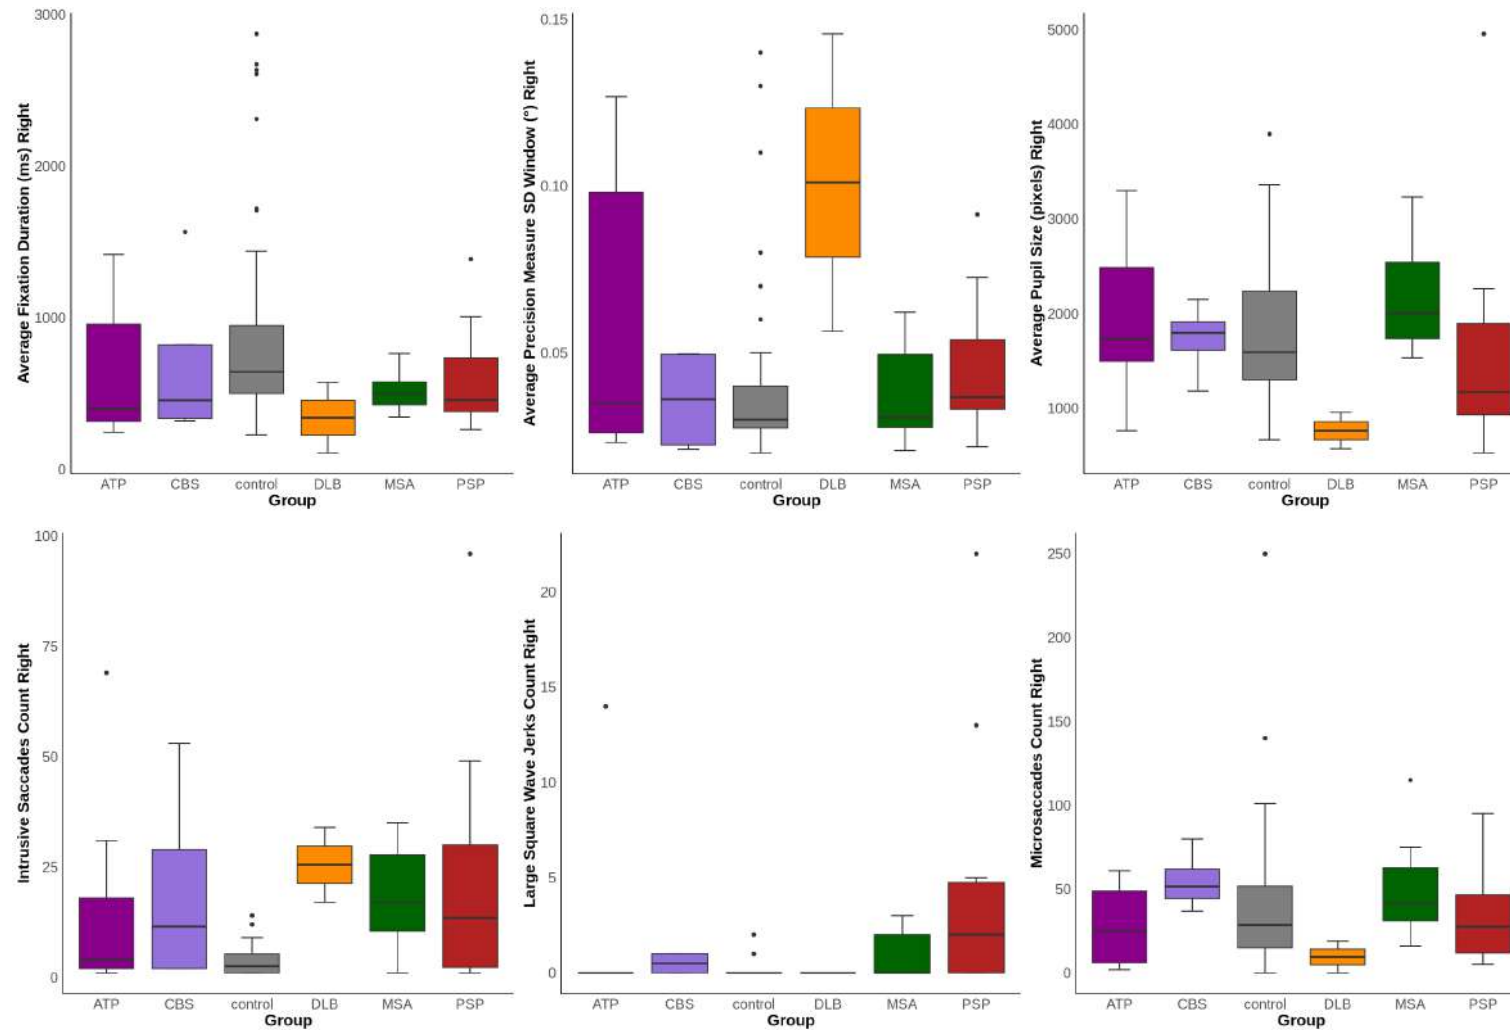 Average Fixation Duration (ms) Right
3000
2000
1000
0
ATP CBS control DLB MSA PSP
Group
Average Precision Measure SD Window (°) Right
0.15
0.10
0.05
ATP CBS control DLB MSA PSP
Group
Average Pupil Size (pixels) Right
5000
4000
3000
2000
1000
ATP CBS control DLB MSA PSP
Group
Intrusive Saccades Count Right
100
75
50
25
0
ATP CBS control DLB MSA PSP
Group
Large Square Wave Jerks Count Right
20
15
10
5
0
ATP CBS control DLB MSA PSP
Group
Microsaccades Count Right
250
200
150
100
50
0
ATP CBS control DLB MSA PSP
Group